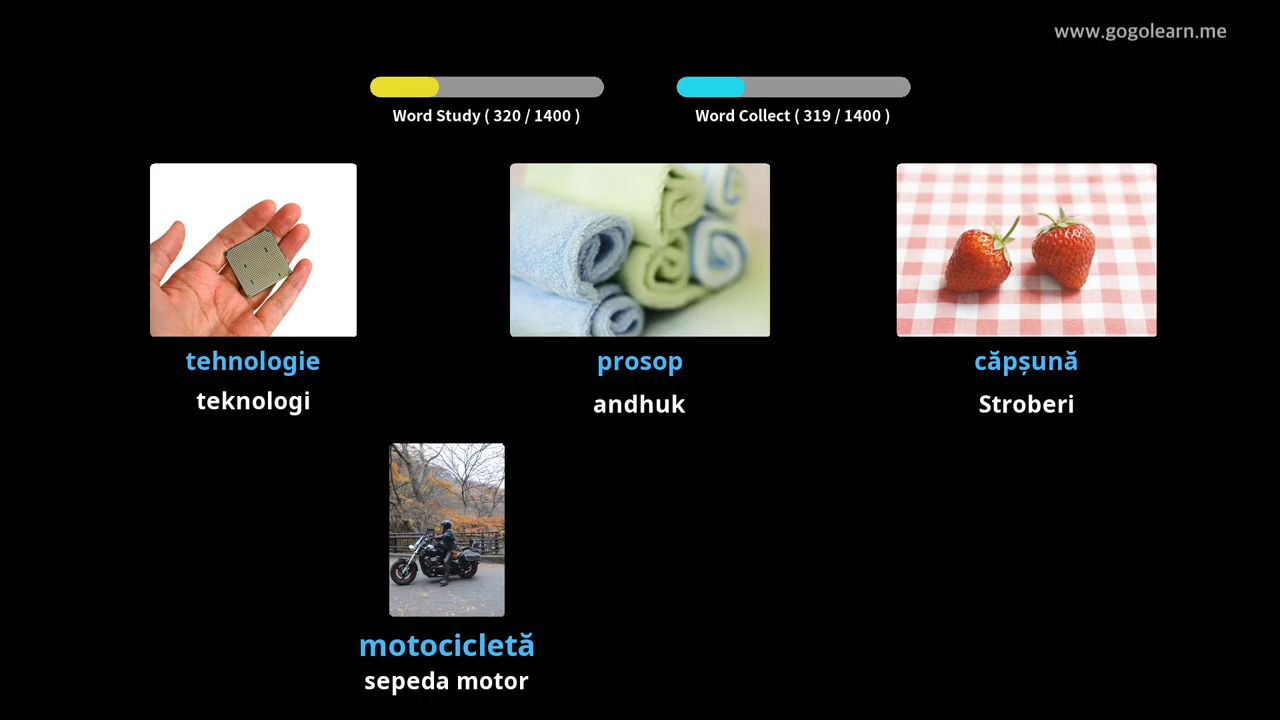 www.gogolearn.me
Word Study ( 320 / 1400 )
Word Collect ( 319 / 1400 )
tehnologie
teknologi
prosop
andhuk
căpșună
Stroberi
motocicletă
sepeda motor